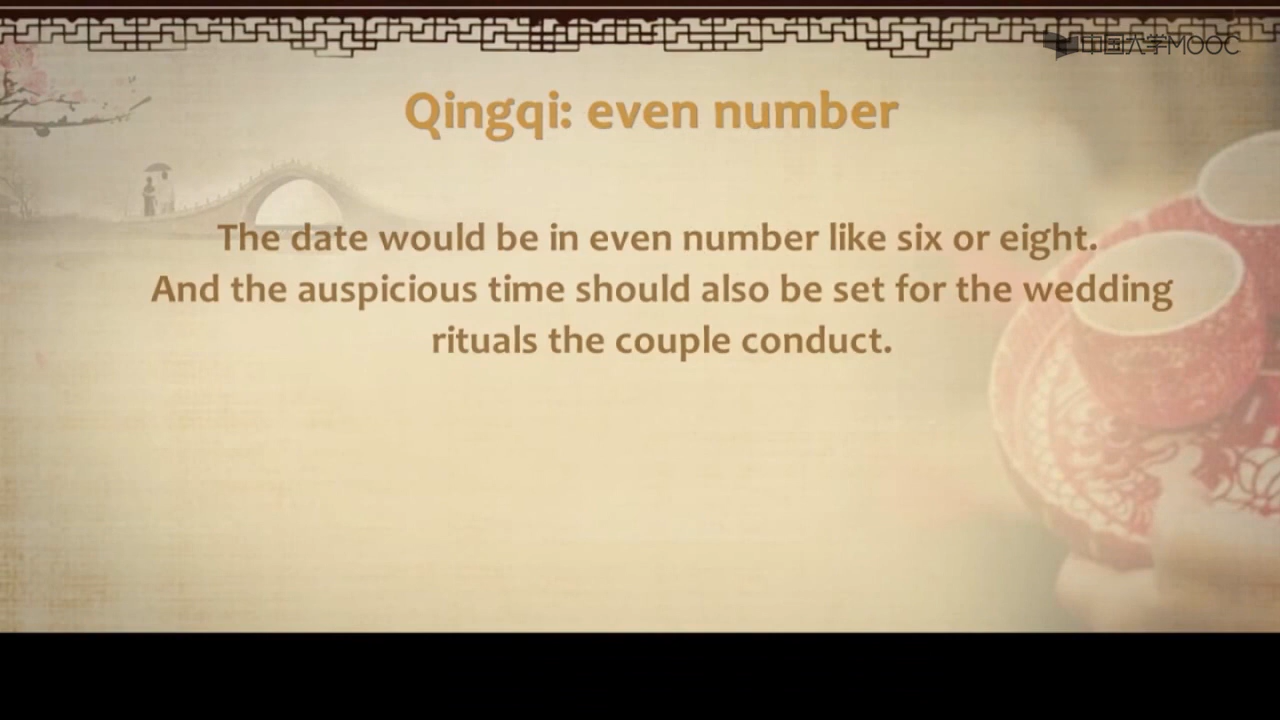 中国大学MOOC
Qingqi: even number
The date would be in even number like six or eight.
And the auspicious time should also be set for the wedding
rituals the couple conduct.